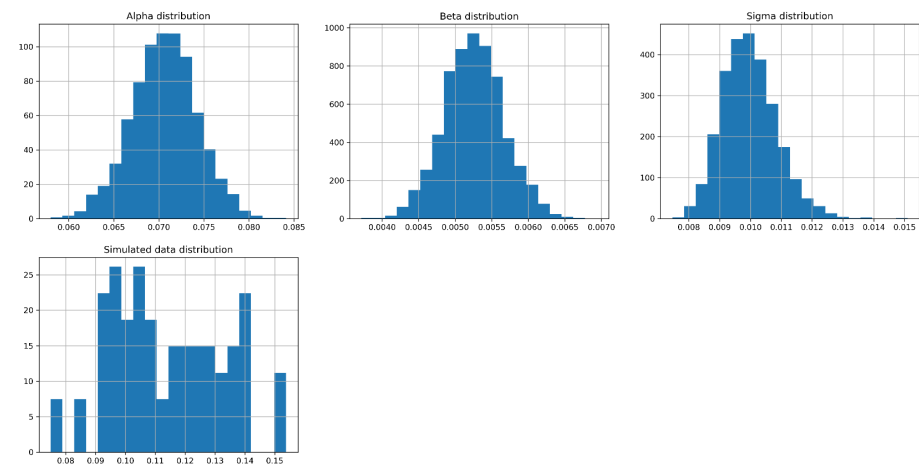 Alpha distribution
100
80
60
40
20
0
0.060 0.065 0.070 0.075 0.080 0.085
Beta distribution
1000
800
600
400
200
0
0.0040 0.0045 0.0050 0.0055 0.0060 0.0065 0.0070
Sigma distribution
400
300
200
100
0
0.008 0.009 0.010 0.011 0.012 0.013 0.014 0.015
Simulated data distribution
25
20
15
10
5
0
0.08 0.09 0.10 0.11 0.12 0.13 0.14 0.15